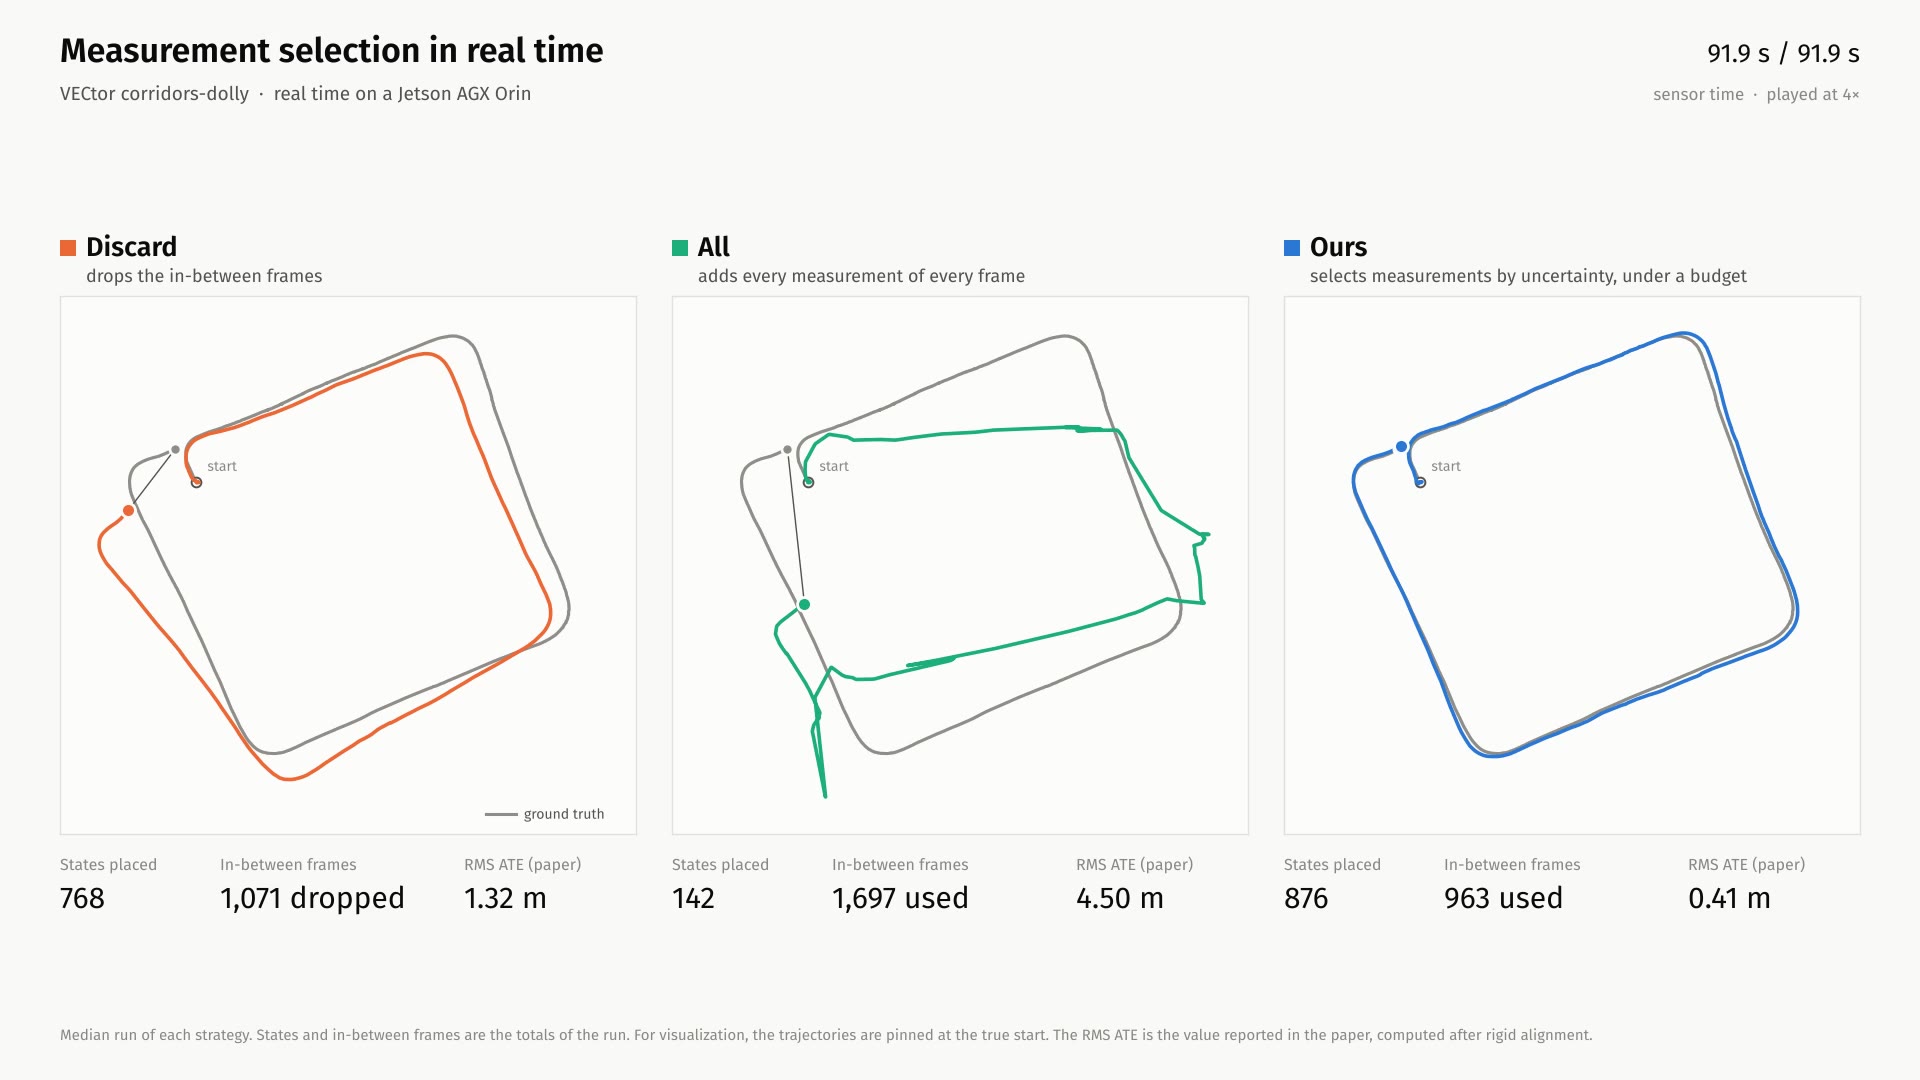 Measurement selection in real time
91.9 s / 91.9 s
VECtor corridors-dolly · real time on a Jetson AGX Orin
sensor time · played at 4×
Discard
drops the in-between frames
All
adds every measurement of every frame
Ours
selects measurements by uncertainty, under a budget
start
ground truth
start
start
States placed
768
In-between frames
1,071 dropped
RMS ATE (paper)
1.32 m
States placed
142
In-between frames
1,697 used
RMS ATE (paper)
4.50 m
States placed
876
In-between frames
963 used
RMS ATE (paper)
0.41 m
Median run of each strategy. States and in-between frames are the totals of the run. For visualization, the trajectories are pinned at the true start. The RMS ATE is the value reported in the paper, computed after rigid alignment.